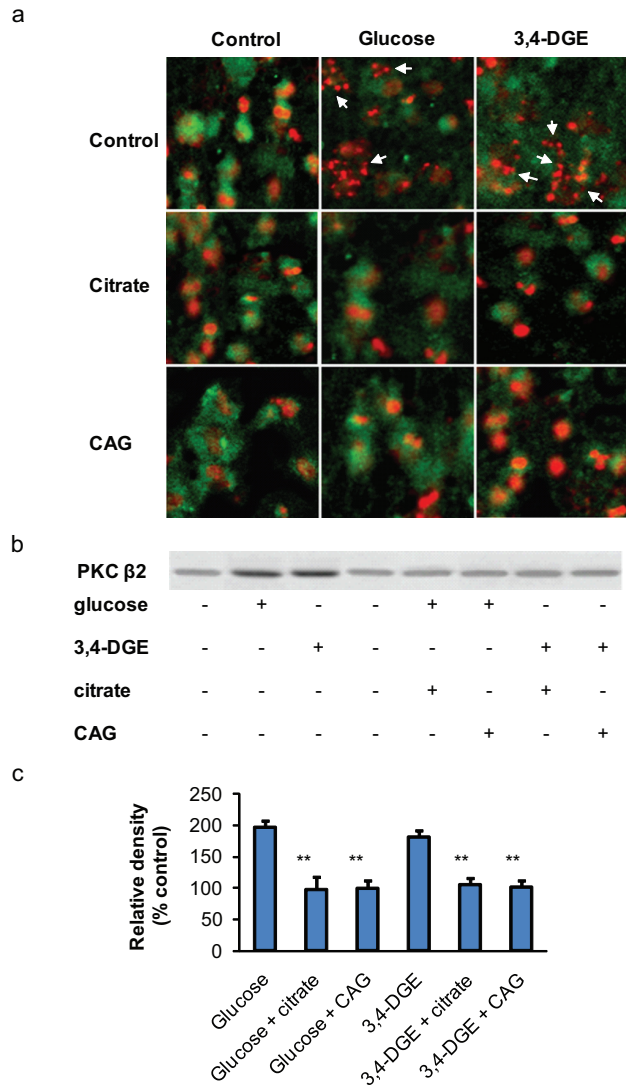 a
Control Glucose 3,4-DGE
Control
Citrate
CAG
b
PKC β2
glucose - + - - + + - -
3,4-DGE - - + - - - + +
citrate - - - - + - + -
CAG - - - - - + - +
c
Relative density
(% control)
250
200
150
100
50
0
** ** ** **
Glucose
Glucose + citrate
Glucose + CAG
3,4-DGE
3,4-DGE + citrate
3,4-DGE + CAG